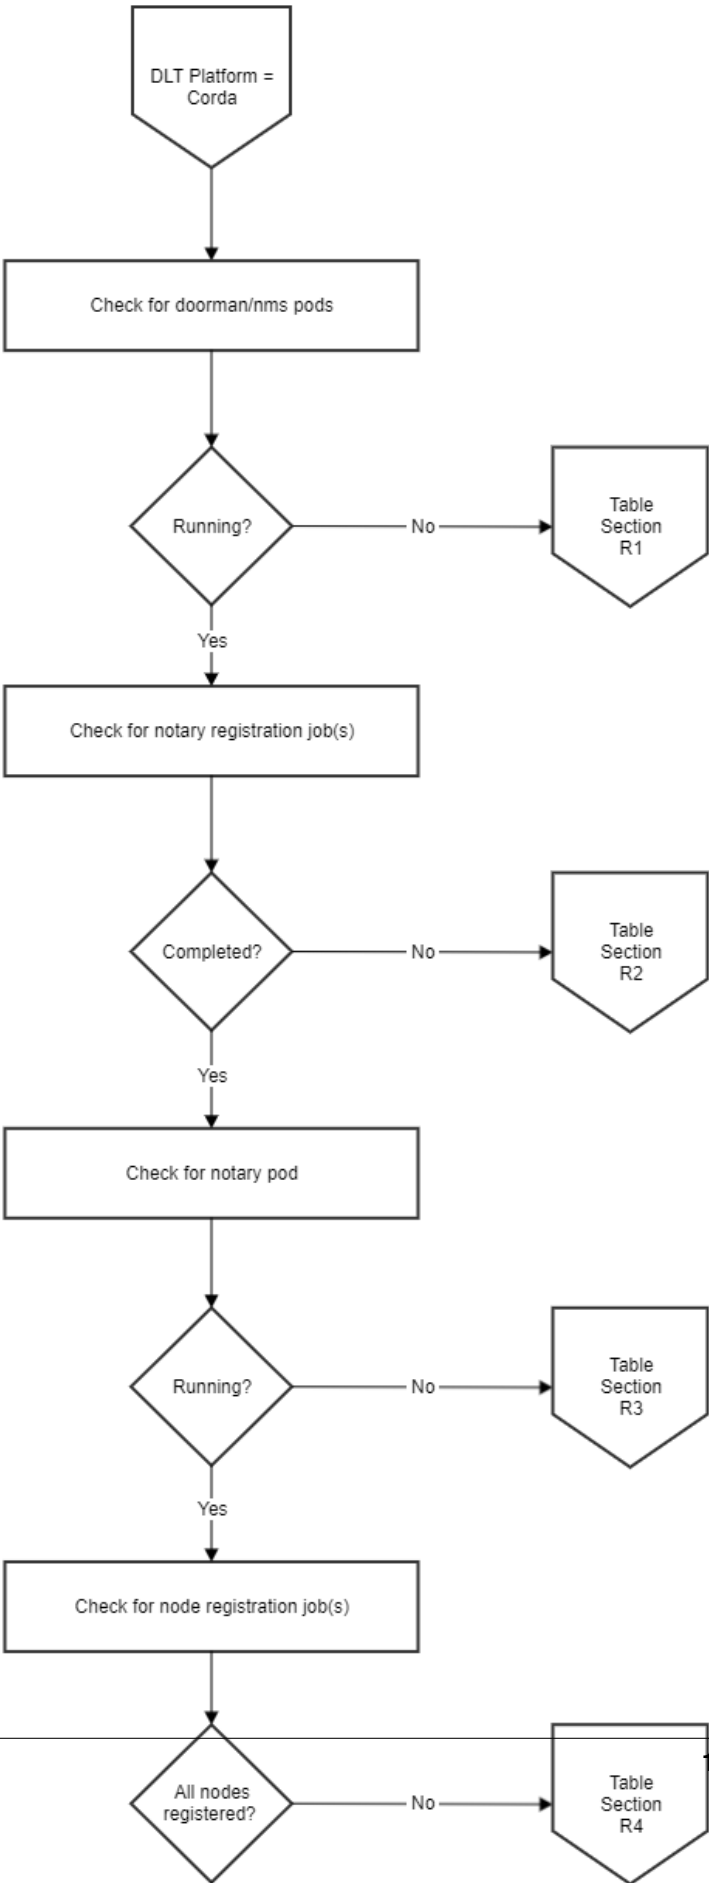 DLT Platform =
Corda
Check for doorman/nms pods
Running?
No
Table
Section
R1
Yes
Check for notary registration job(s)
Completed?
No
Table
Section
R2
Yes
Check for notary pod
Running?
No
Table
Section
R3
Yes
Check for node registration job(s)
All nodes
registered?
No
Table
Section
R4